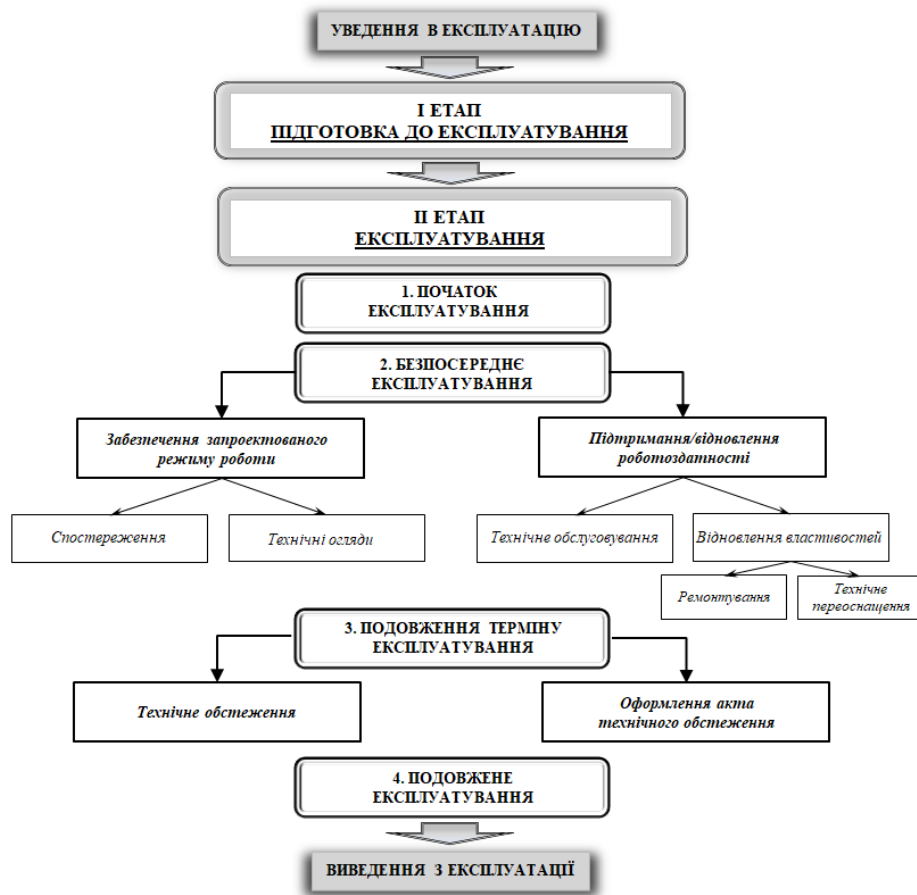 УВЕДЕННЯ В ЕКСПЛУАТАЦІЮ
І ЕТАП
ПІДГОТОВКА ДО ЕКСПЛУАТУВАННЯ
ІІ ЕТАП
ЕКСПЛУАТУВАННЯ
1. ПОЧАТОК
ЕКСПЛУАТУВАННЯ
2. БЕЗПОСЕРЕДНЄ
ЕКСПЛУАТУВАННЯ
Забезпечення запроектованого
режиму роботи
Підтримання/відновлення
роботоздатності
Спостереження
Технічні огляди
Технічне обслуговування
Відновлення властивостей
Ремонтування
Технічне
переоснащення
3. ПОДОВЖЕННЯ ТЕРМІНУ
ЕКСПЛУАТУВАННЯ
Технічне обстеження
Оформлення акта
технічного обстеження
4. ПОДОВЖЕНЕ
ЕКСПЛУАТУВАННЯ
ВИВЕДЕННЯ З ЕКСПЛУАТАЦІЇ